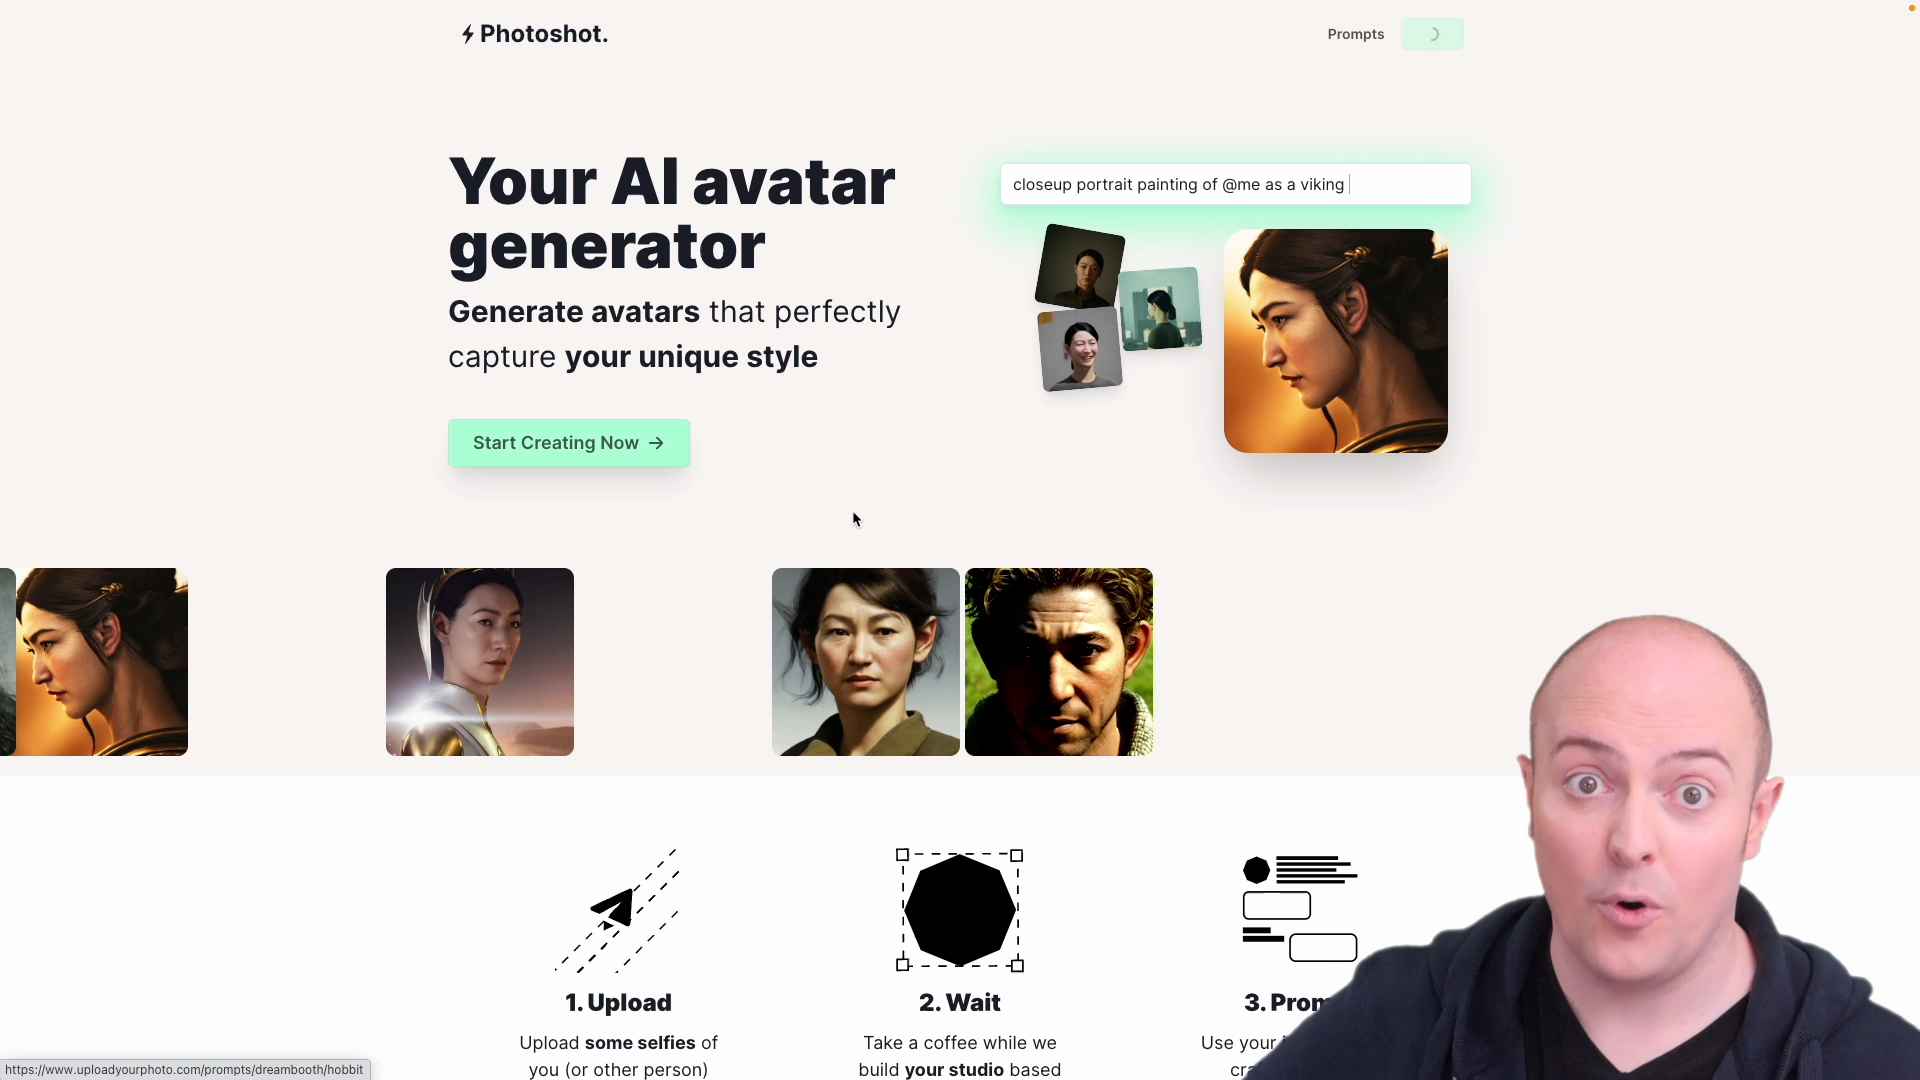 Photoshot.
Prompts
Your AI avatar
generator
Generate avatars that perfectly
capture your unique style
Start Creating Now →
closeup portrait painting of @me as a viking
1. Upload
Upload some selfies of
you (or other person)
2. Wait
Take a coffee while we
build your studio based
3. Prom
Use your
cra
https://www.uploadyourphoto.com/prompts/dreambooth/hobbit